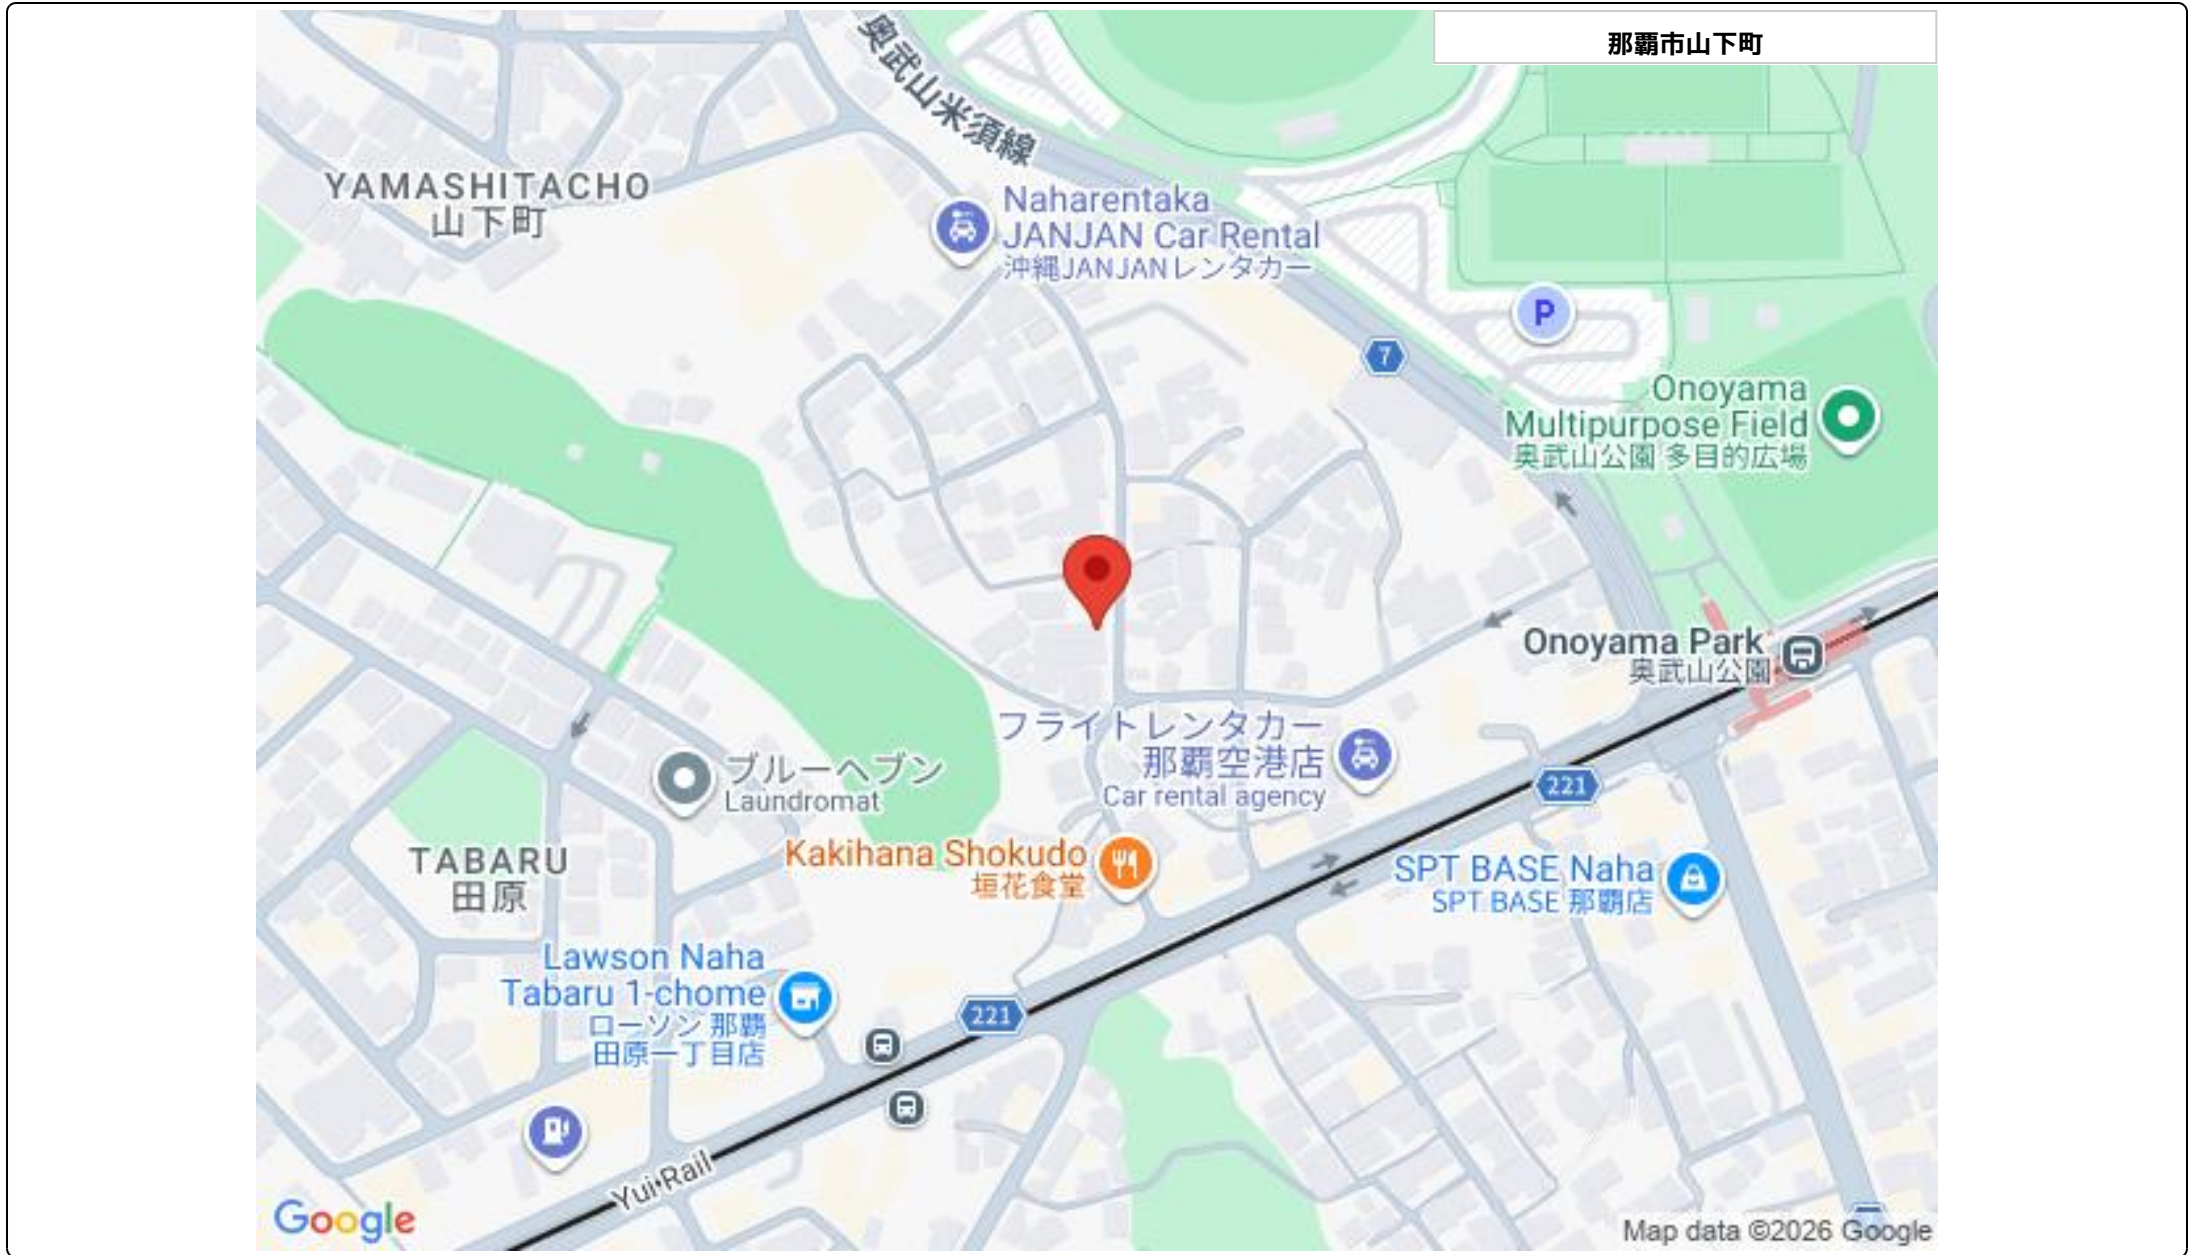 那覇市山下町
奥武山米須線
YAMASHITACHO
山下町
Naharentaka
JANJAN Car Rental
沖縄JANJANレンタカー
P
7
Onoyama
Multipurpose Field
奥武山公園 多目的広場
Onoyama Park
奥武山公園
フライトレンタカー
那覇空港店
Car rental agency
ブルーヘブン
Laundromat
221
Kakihana Shokudo
垣花食堂
TABARU
田原
SPT BASE Naha
SPT BASE 那覇店
Lawson Naha
Tabaru 1-chome
ローソン 那覇
田原一丁目店
221
Yui Rail
Google
Map data ©2026 Google